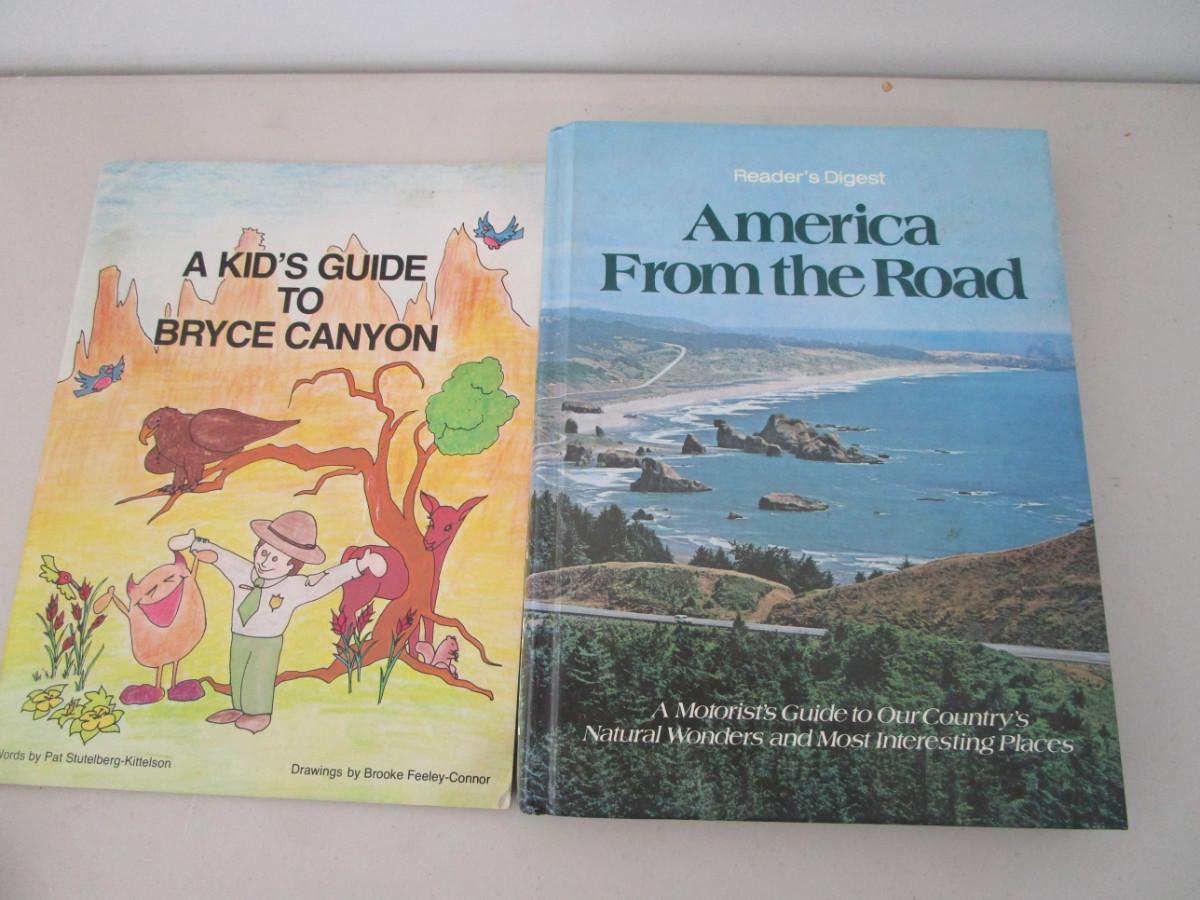 A KID'S GUIDE
TO
BRYCE CANYON
Words by Pat Stutelberg-Kittelson
Drawings by Brooke Feeley-Connor
Reader's Digest
America
From the Road
A Motorist's Guide to Our Country's
Natural Wonders and Most Interesting Places